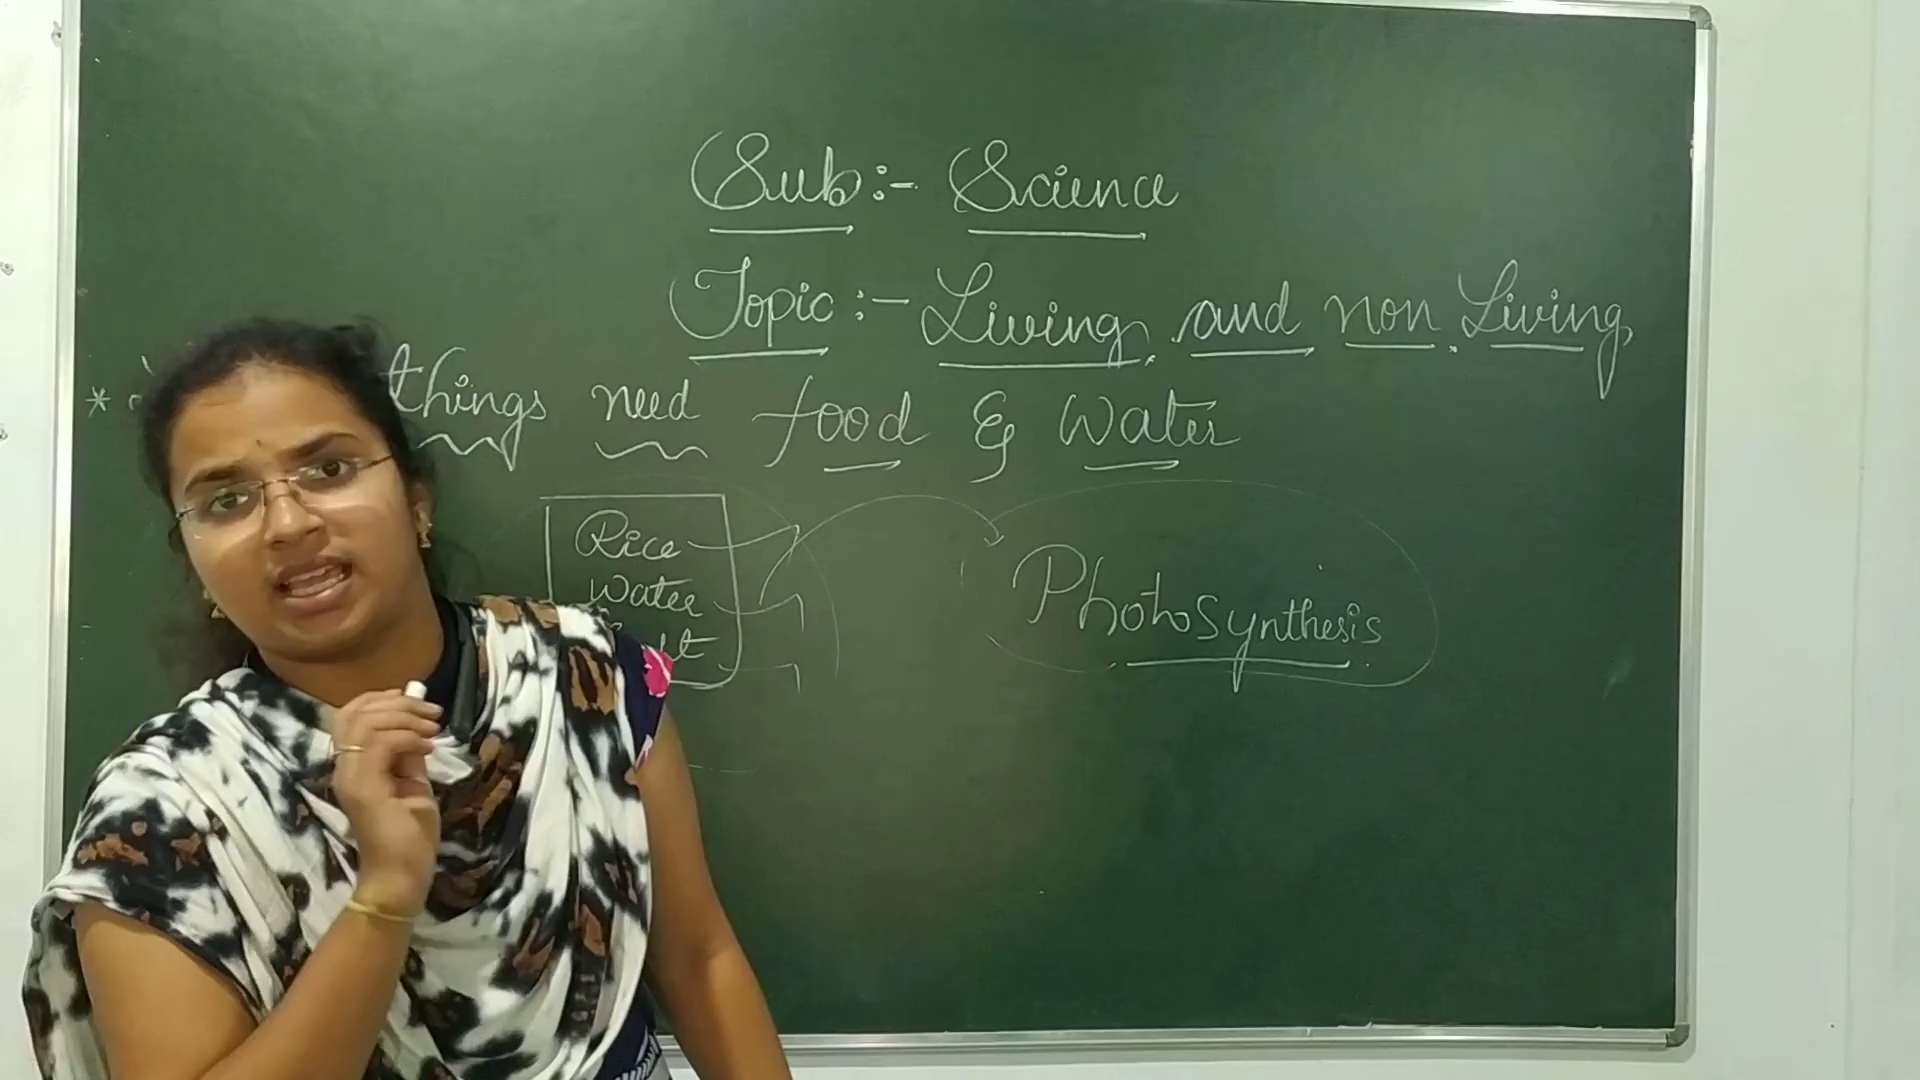 Sub:- Science
Topic:- Living and non Living
* things need food & Water
Rice
Water
Photosynthesis